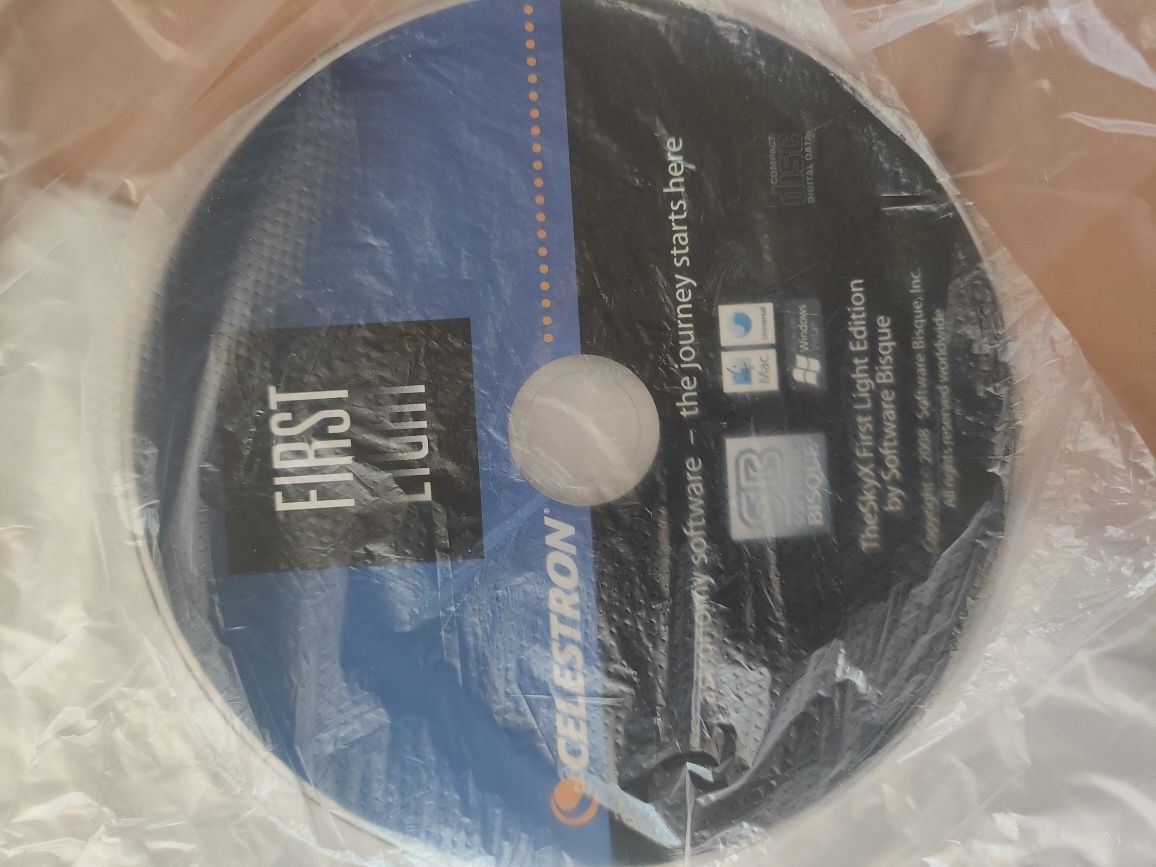 FIRST
LIGHT
CELESTRON®
astronomy software – the journey starts here
SB
BISQUE
Mac
Universal
Windows
COMPACT
disc
DIGITAL DATA
TheSkyX First Light Edition
by Software Bisque
Copyright 2008 Software Bisque, Inc.
All rights reserved worldwide